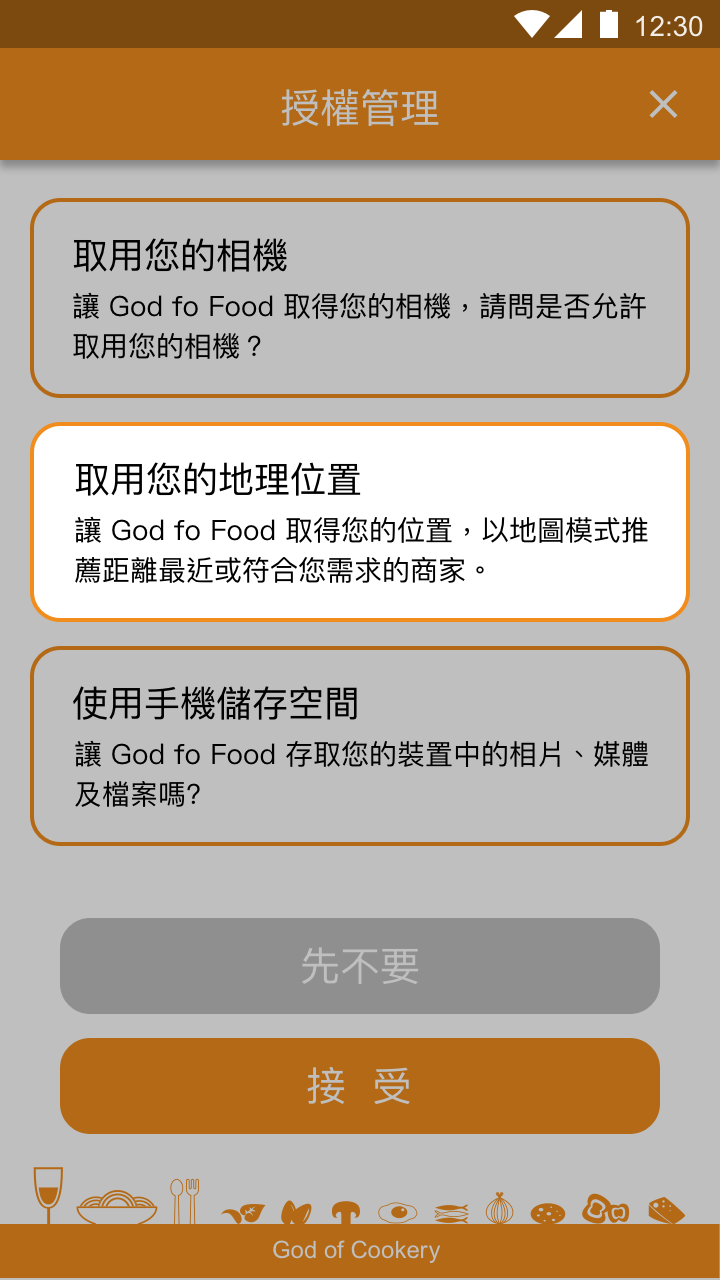 12:30
授權管理
取用您的相機
讓 God fo Food 取得您的相機，請問是否允許
取用您的相機？
取用您的地理位置
讓 God fo Food 取得您的位置，以地圖模式推
薦距離最近或符合您需求的商家。
使用手機儲存空間
讓 God fo Food 存取您的裝置中的相片、媒體
及檔案嗎?
先不要
接 受
God of Cookery